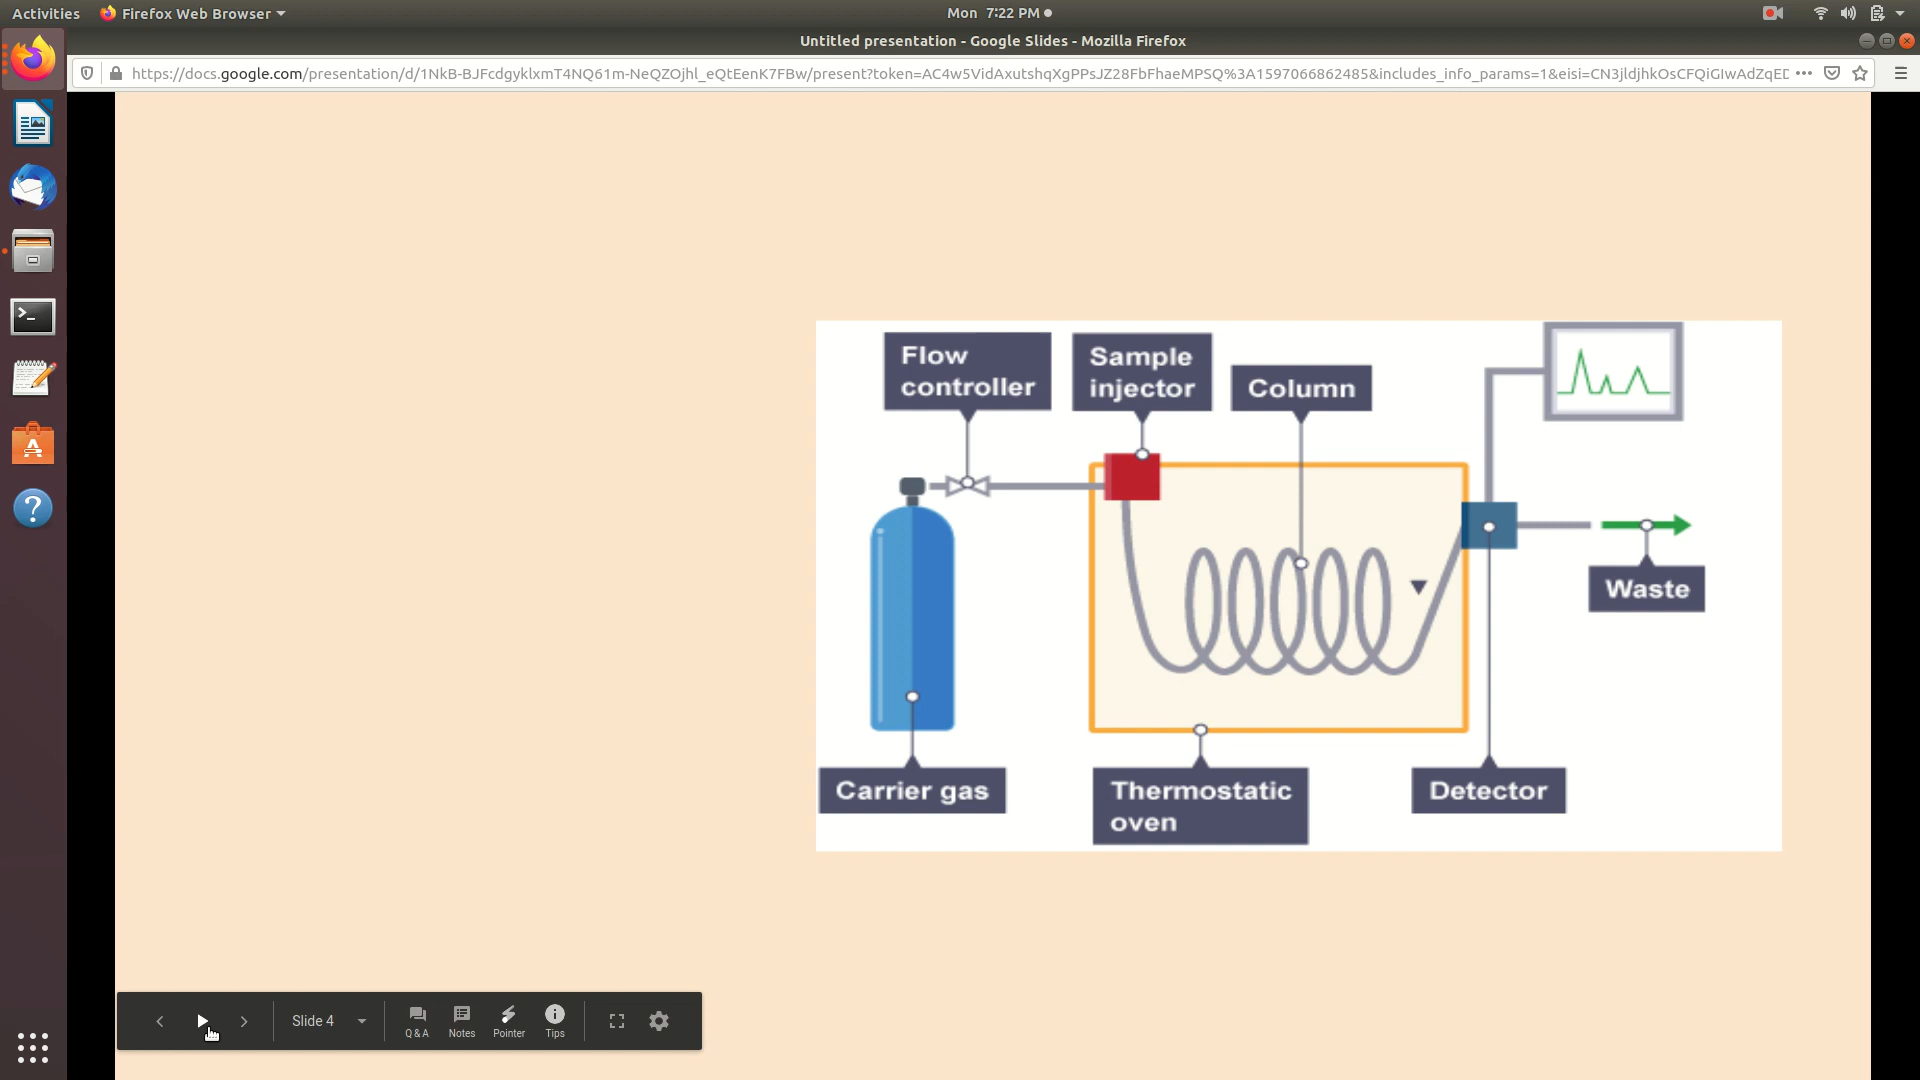 Activities
Firefox Web Browser
Mon 7:22 PM
Untitled presentation - Google Slides - Mozilla Firefox
https://docs.google.com/presentation/d/1NkB-BJFcdgyklxmT4NQ61m-NeQZOjhl_eQtEenK7FBw/present?token=AC4w5VidAxutshqXgPPsJZ28FbFhaeMPSQ%3A1597066862485&includes_info_params=1&eisi=CN3jldjhkOsCFQiGIwAdZqED
Flow
controller
Sample
injector
Column
Waste
Carrier gas
Thermostatic
oven
Detector
Slide 4
Q & A
Notes
Pointer
Tips